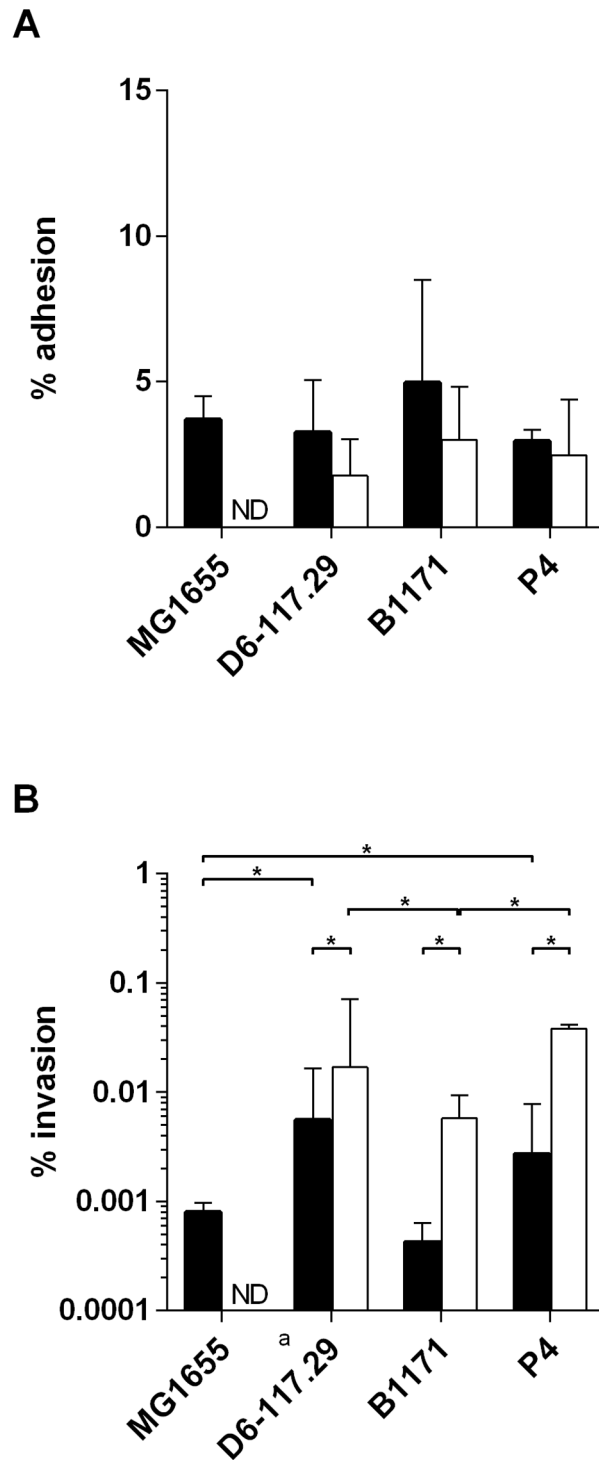 A
15
10
5
0
% adhesion
ND
MG1655
D6-117.29
B1171
P4
B
*
*
*
*
*
*
*
1
0.1
0.01
0.001
0.0001
% invasion
ND
a
MG1655
D6-117.29
B1171
P4